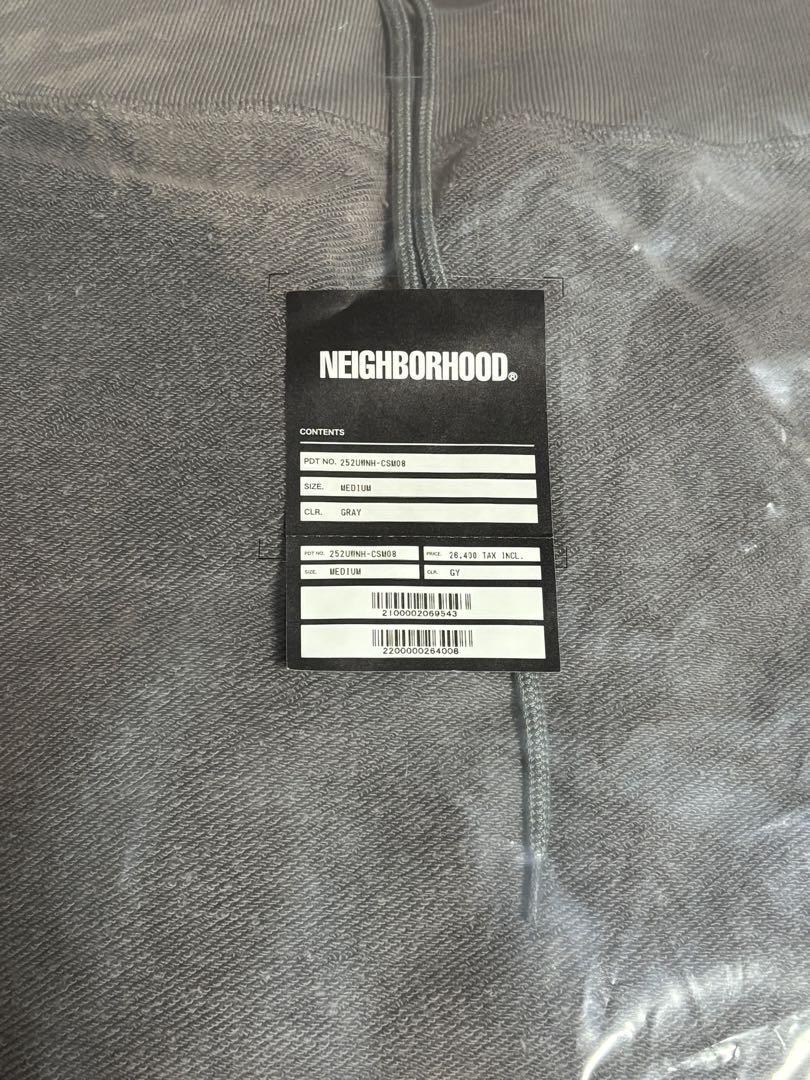 NEIGHBORHOOD®
CONTENTS
PDT NO. 252UWNH-CSM08
SIZE. MEDIUM
CLR. GRAY
PDT NO. 252UWNH-CSM08 PRICE. 26,400 TAX INCL.
SIZE. MEDIUM CLR. GY
2100002069543
2200000264008